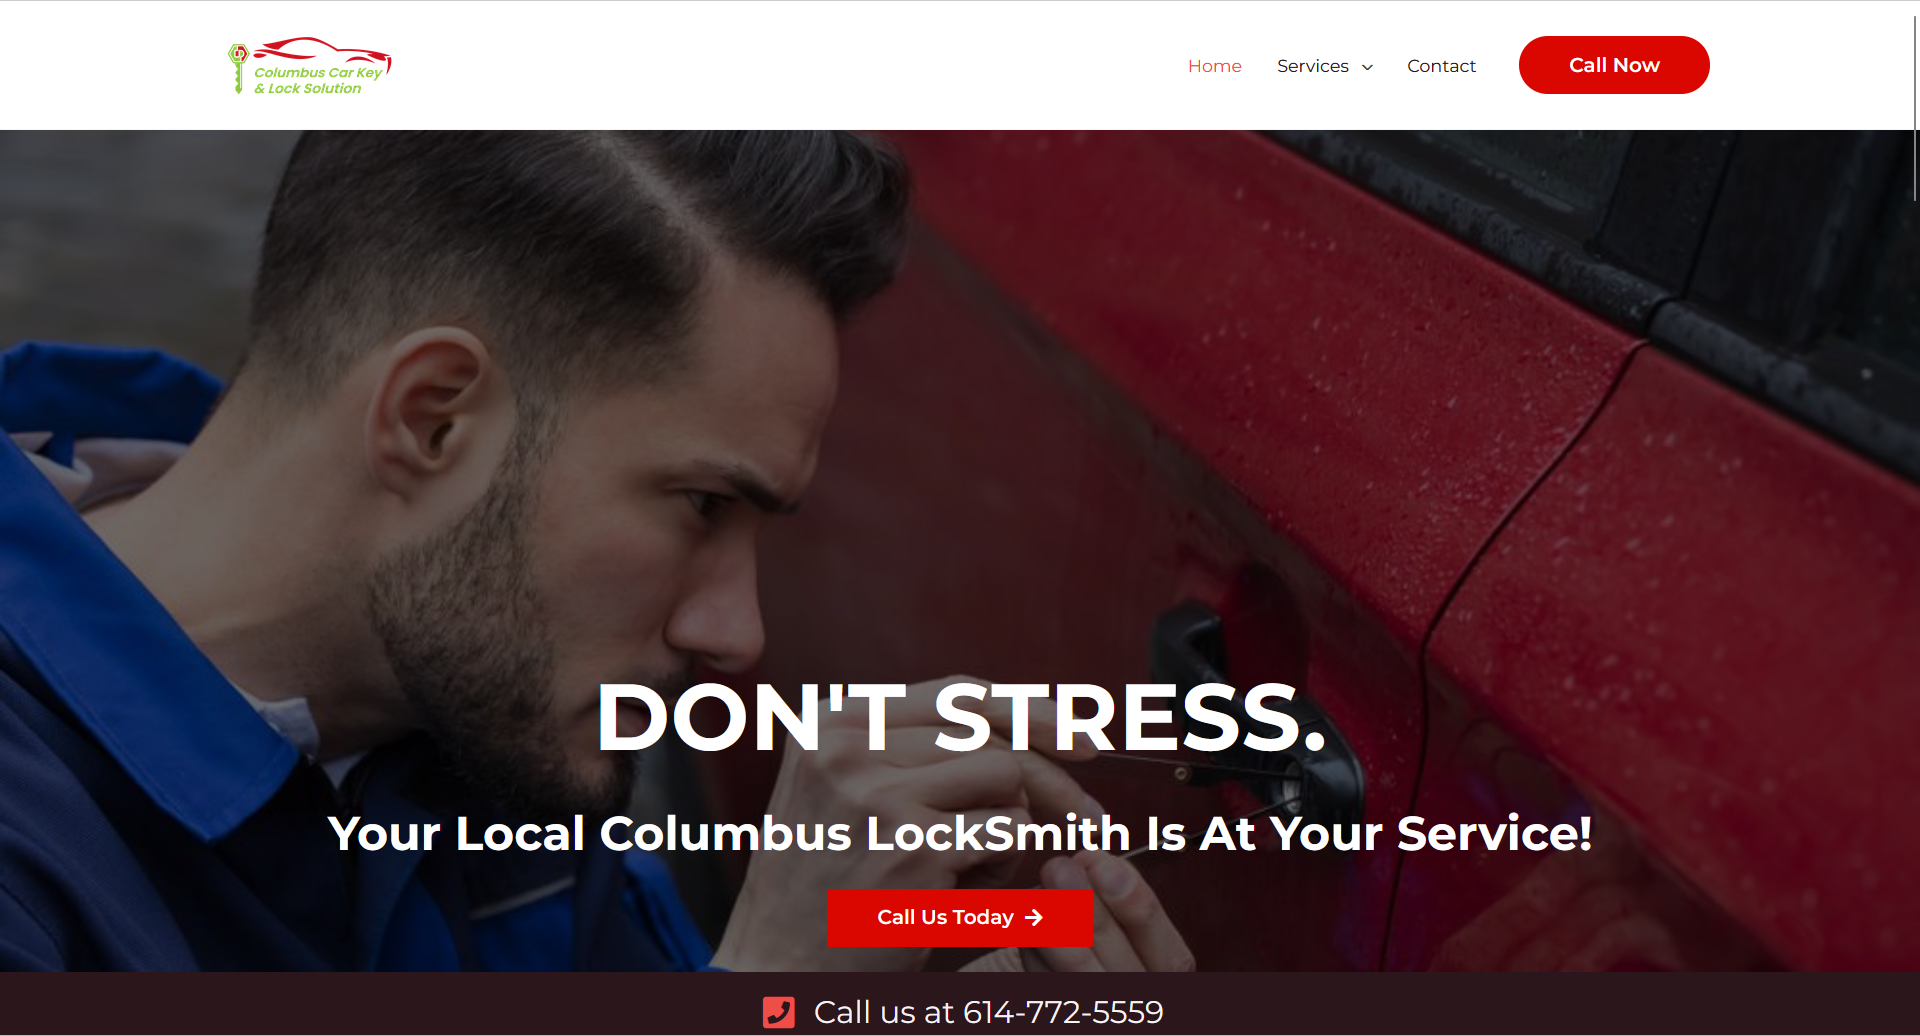 Columbus Car Key
& Lock Solution
Home
Services
Contact
Call Now
DON'T STRESS.
Your Local Columbus LockSmith Is At Your Service!
Call Us Today
Call us at 614-772-5559